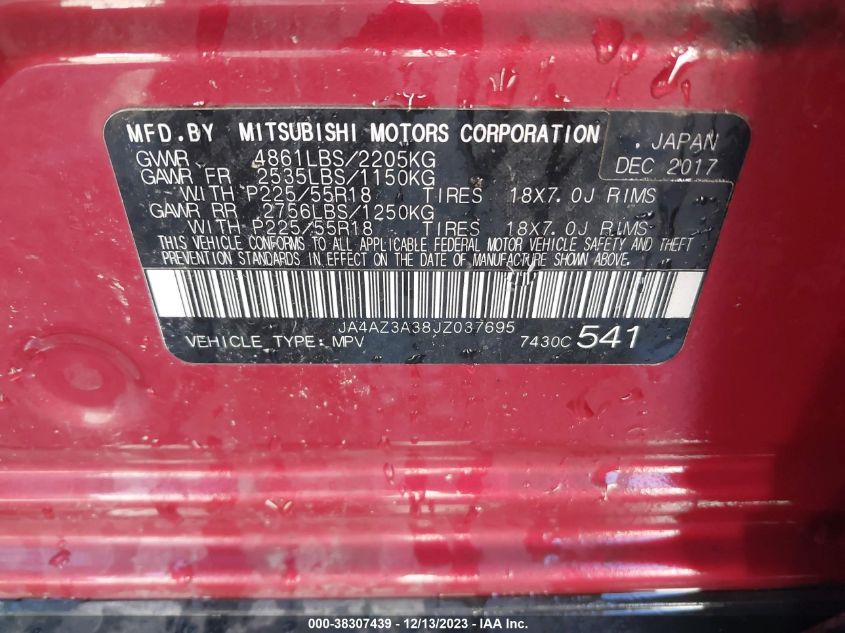 MFD.BY MITSUBISHI MOTORS CORPORATION
JAPAN
DEC 2017
GWWR 4861LBS/2205KG
GAWR FR 2535LBS/1150KG
WITH P225/55R18 TIRES 18X7.0J RIMS
GAWR RR 2756LBS/1250KG
WITH P225/55R18 TIRES 18X7.0J RIMS
THIS VEHICLE CONFORMS TO ALL APPLICABLE FEDERAL MOTOR VEHICLE SAFETY AND THEFT
PREVENTION STANDARDS IN EFFECT ON THE DATE OF MANUFACTURE SHOWN ABOVE.
JA4AZ3A38JZ037695
VEHICLE TYPE: MPV 7430C 541
000-38307439 - 12/13/2023 - IAA Inc.